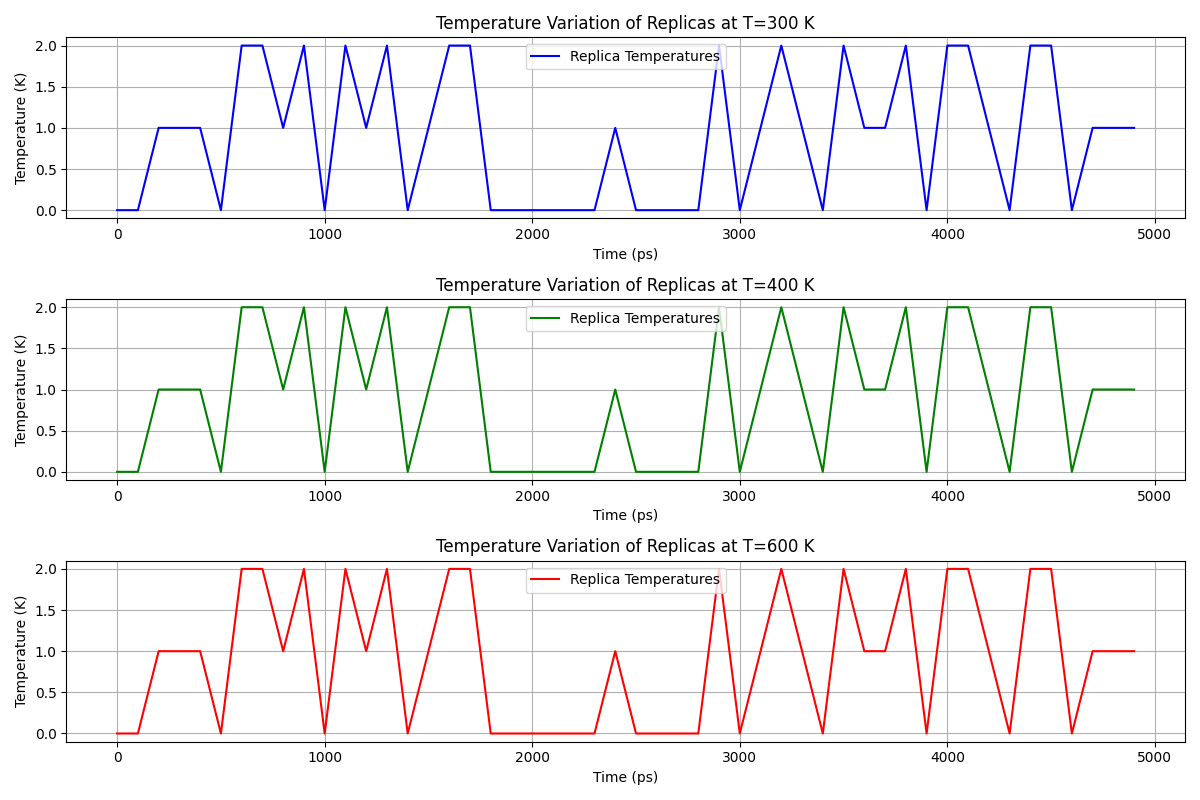 Temperature Variation of Replicas at T=300 K
Temperature (K)
2.0
1.5
1.0
0.5
0.0
Replica Temperatures
0 1000 2000 3000 4000 5000
Time (ps)
Temperature Variation of Replicas at T=400 K
Temperature (K)
2.0
1.5
1.0
0.5
0.0
Replica Temperatures
0 1000 2000 3000 4000 5000
Time (ps)
Temperature Variation of Replicas at T=600 K
Temperature (K)
2.0
1.5
1.0
0.5
0.0
Replica Temperatures
0 1000 2000 3000 4000 5000
Time (ps)